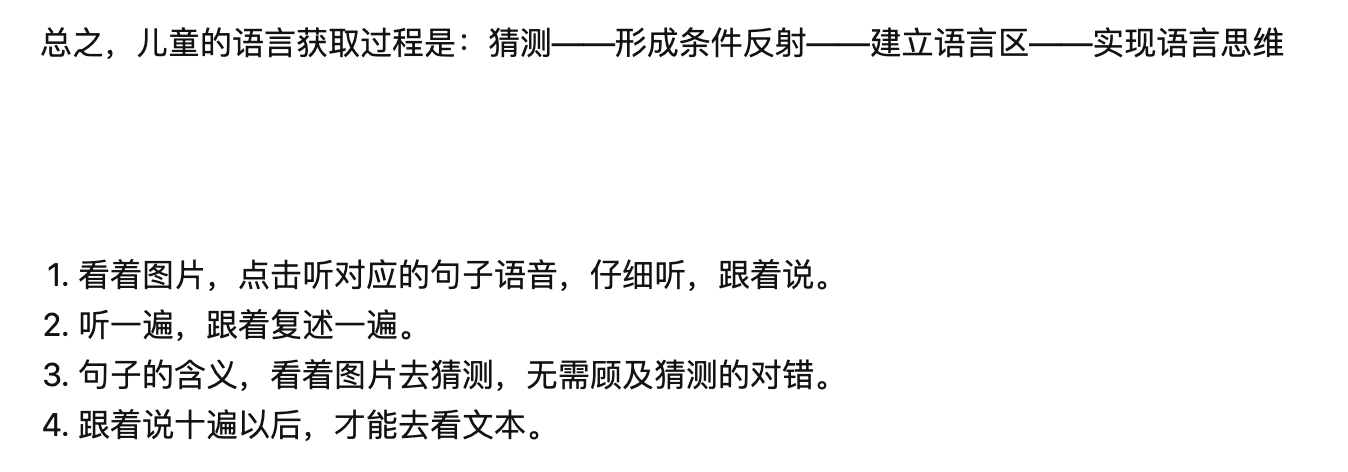 总之，儿童的语言获取过程是：猜测——形成条件反射——建立语言区——实现语言思维
1. 看着图片，点击听对应的句子语音，仔细听，跟着说。
2. 听一遍，跟着复述一遍。
3. 句子的含义，看着图片去猜测，无需顾及猜测的对错。
4. 跟着说十遍以后，才能去看文本。